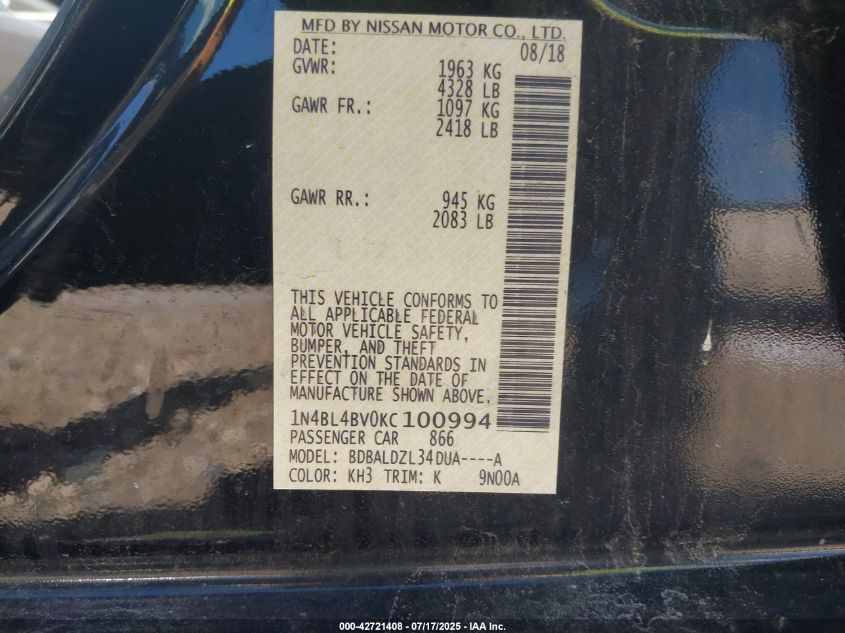 MFD BY NISSAN MOTOR CO., LTD.
DATE: 08/18
GVWR: 1963 KG
4328 LB
GAWR FR.: 1097 KG
2418 LB
GAWR RR.: 945 KG
2083 LB
THIS VEHICLE CONFORMS TO
ALL APPLICABLE FEDERAL
MOTOR VEHICLE SAFETY,
BUMPER, AND THEFT
PREVENTION STANDARDS IN
EFFECT ON THE DATE OF
MANUFACTURE SHOWN ABOVE.
1N4BL4BV0KC100994
PASSENGER CAR 866
MODEL: BDBALDZL34DUA----A
COLOR: KH3 TRIM: K 9N00A
000-42721408 - 07/17/2025 - IAA Inc.